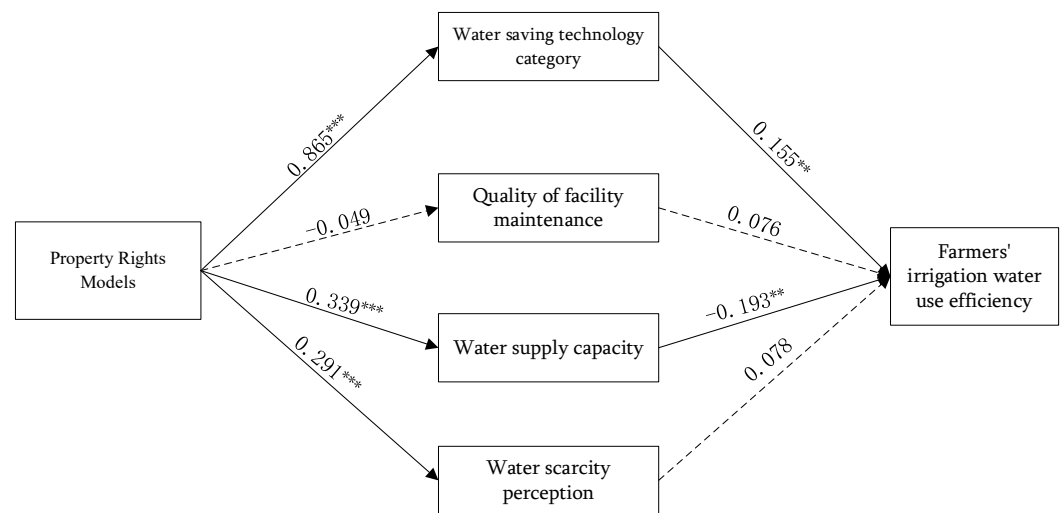 Water saving technology
category
0.865***
0.155**
Quality of facility
maintenance
-0.049
0.076
Property Rights
Models
Farmers'
irrigation water
use efficiency
0.339***
-0.193**
Water supply capacity
0.291***
0.078
Water scarcity
perception